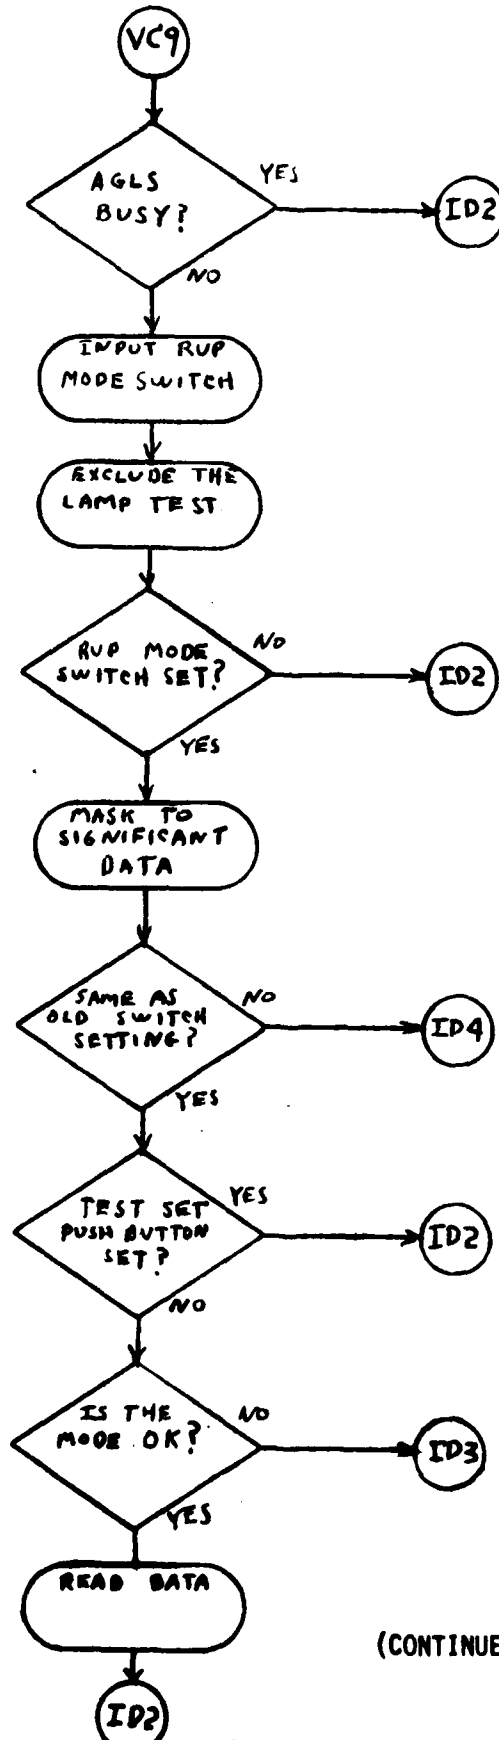 VC9
AGLS
BUSY?
YES
ID2
NO
INPUT RUP
MODE SWITCH
EXCLUDE THE
LAMP TEST
RUP MODE
SWITCH SET?
NO
ID2
YES
MASK TO
SIGNIFICANT
DATA
SAME AS
OLD SWITCH
SETTING?
NO
ID4
YES
TEST SET
PUSH BUTTON
SET?
YES
ID2
NO
IS THE
MODE OK?
NO
ID3
YES
READ DATA
(CONTINUE
ID2